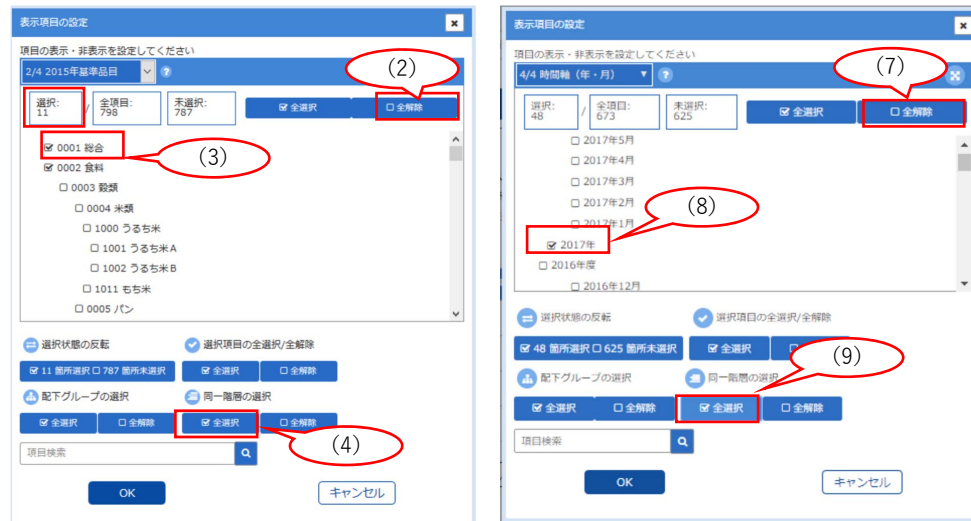 表示項目の設定
項目の表示・非表示を設定してください
2/4 2015年基準品目
?
(2)
選択:
11
/
全項目:
798
未選択:
787
全選択
全解除
0001 総合
(3)
0002 食料
0003 穀類
0004 米類
1000 うるち米
1001 うるち米A
1002 うるち米B
1011 もち米
0005 パン
選択状態の反転
選択項目の全選択/全解除
11 箇所選択 787 箇所未選択
全選択
全解除
配下グループの選択
同一階層の選択
全選択
全解除
全選択
全解除
(4)
項目検索
OK
キャンセル
表示項目の設定
項目の表示・非表示を設定してください
4/4 時間軸（年・月）
?
(7)
選択:
48
/
全項目:
673
未選択:
625
全選択
全解除
2017年5月
2017年4月
2017年3月
2017年2月
(8)
2017年1月
2017年
2016年度
2016年12月
選択状態の反転
選択項目の全選択/全解除
48 箇所選択 625 箇所未選択
全選択
(9)
配下グループの選択
同一階層の選
全選択
全解除
全選択
全解除
項目検索
OK
キャンセル